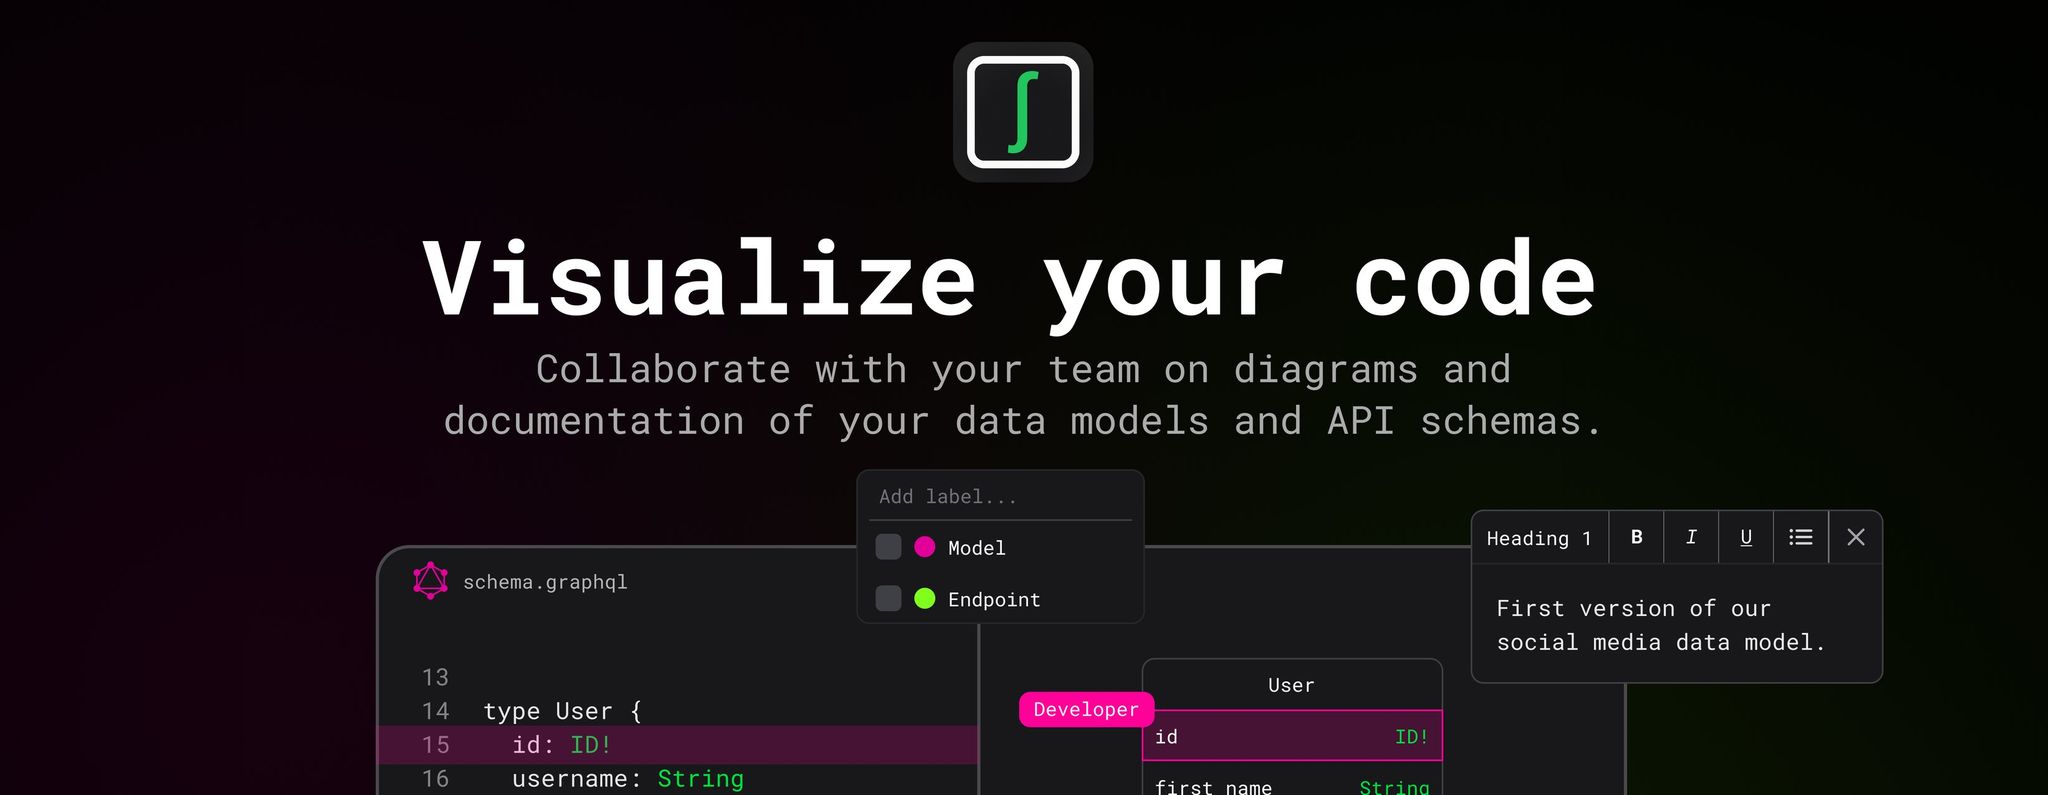 ∫
Visualize your code
Collaborate with your team on diagrams and
documentation of your data models and API schemas.
Add label...
Model
Endpoint
Heading 1 B I U
First version of our
social media data model.
schema.graphql
13
14 type User {
15 id: ID!
16 username: String
User
Developer
id ID!
first name String